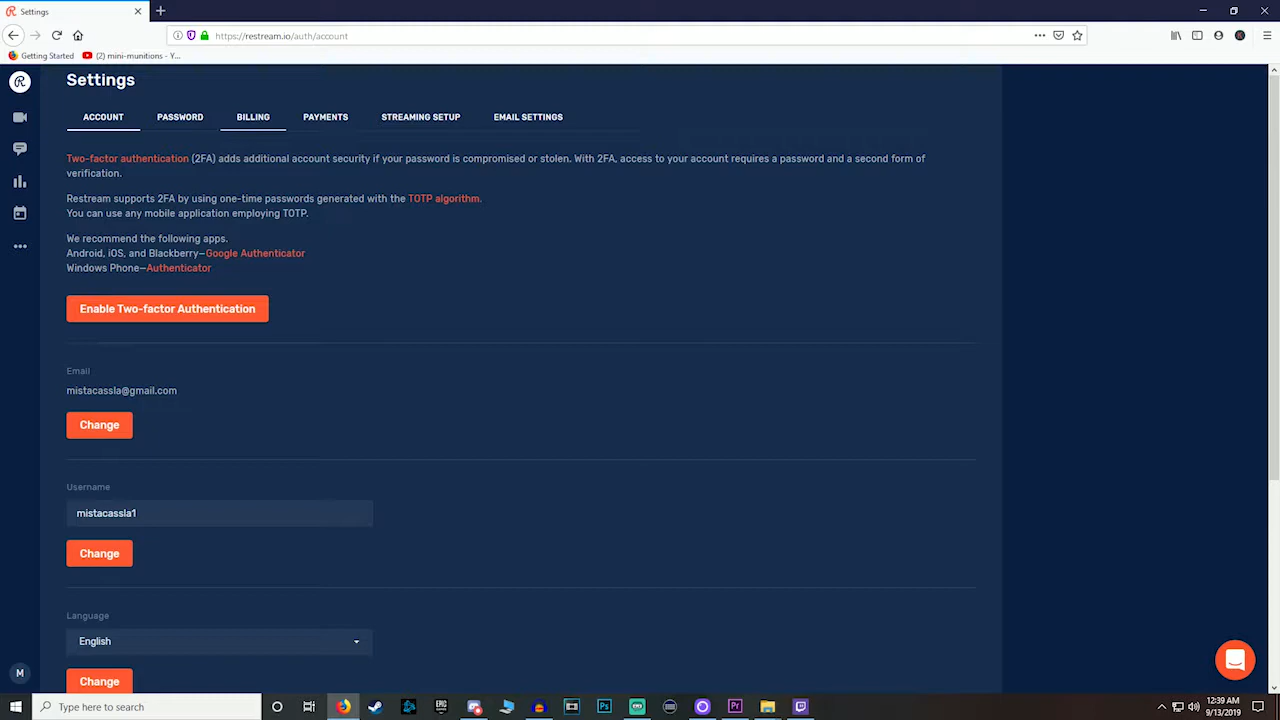 Settings
https://restream.io/auth/account
Getting Started
(2) mini-munitions - Y...
Settings
ACCOUNT
PASSWORD
BILLING
PAYMENTS
STREAMING SETUP
EMAIL SETTINGS
Two-factor authentication (2FA) adds additional account security if your password is compromised or stolen. With 2FA, access to your account requires a password and a second form of
verification.
Restream supports 2FA by using one-time passwords generated with the TOTP algorithm.
You can use any mobile application employing TOTP.
We recommend the following apps.
Android, iOS, and Blackberry—Google Authenticator
Windows Phone—Authenticator
Enable Two-factor Authentication
Email
mistacassla@gmail.com
Change
Username
mistacassla1
Change
Language
English
Change
M
Type here to search
EPIC
GAMES
Ps
Pr
12:39 AM
9/13/2019